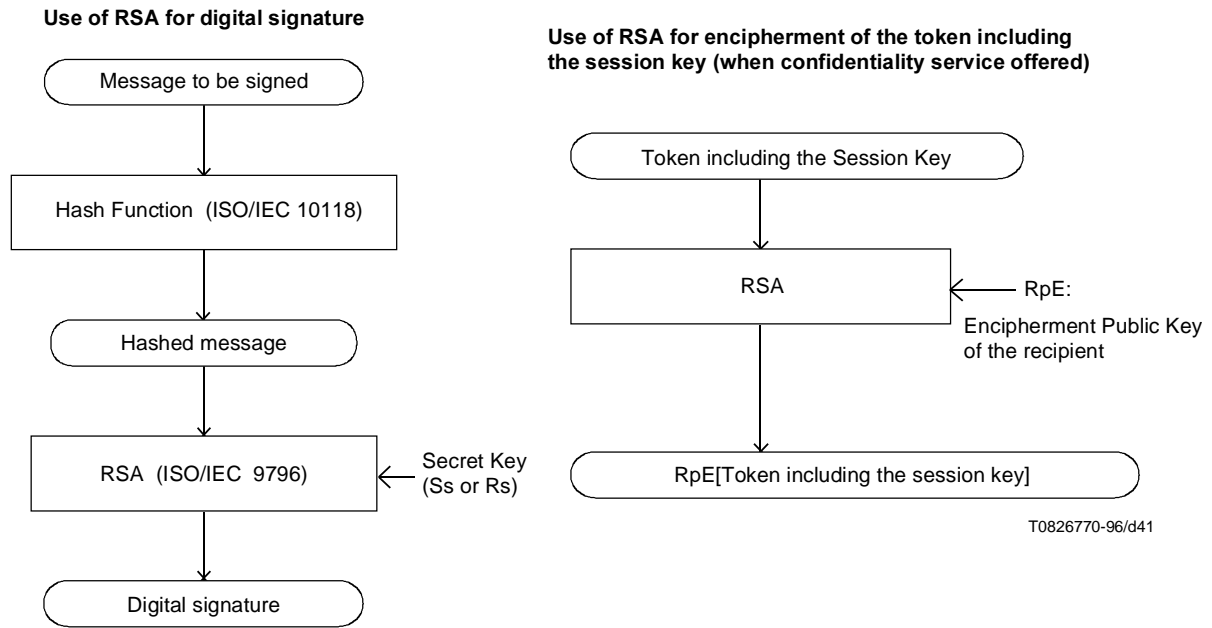 Use of RSA for digital signature
Message to be signed
Hash Function (ISO/IEC 10118)
Hashed message
RSA (ISO/IEC 9796)
Secret Key
(Ss or Rs)
Digital signature
Use of RSA for encipherment of the token including
the session key (when confidentiality service offered)
Token including the Session Key
RSA
RpE:
Encipherment Public Key
of the recipient
RpE[Token including the session key]
T0826770-96/d41